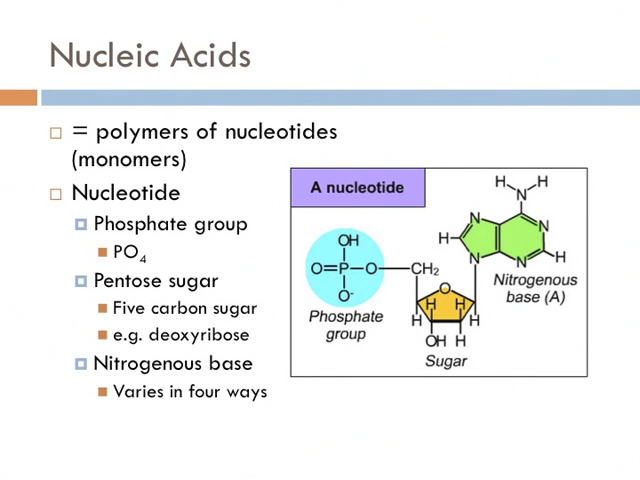 Nucleic Acids
= polymers of nucleotides
(monomers)
Nucleotide
Phosphate group
PO4
Pentose sugar
Five carbon sugar
e.g. deoxyribose
Nitrogenous base
Varies in four ways
A nucleotide
H H
N
N N
H H
N N
OH
O=P—O—CH2
O-
O
H H
H H
OH H
Phosphate
group
Sugar
Nitrogenous
base (A)